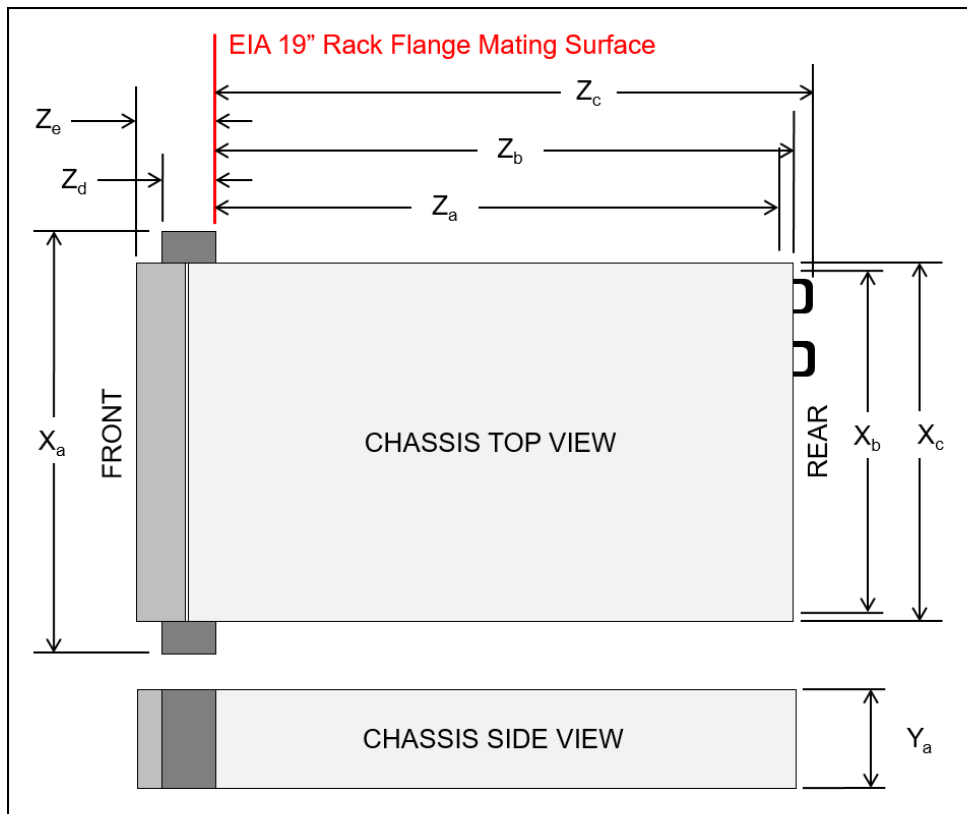 EIA 19” Rack Flange Mating Surface
Zc
Ze
Zb
Zd
Za
Xa
FRONT
CHASSIS TOP VIEW
REAR
Xb
Xc
CHASSIS SIDE VIEW
Ya